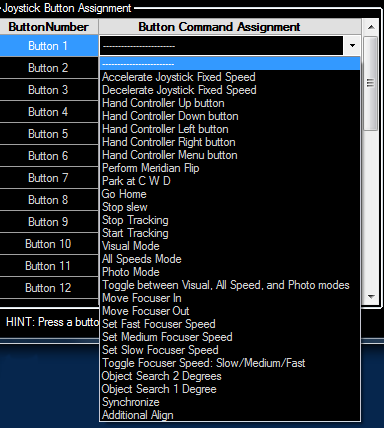 Joystick Button Assignment
ButtonNumber Button Command Assignment
Button 1 ------------------------
Button 2 ------------------------
Button 3 Accelerate Joystick Fixed Speed
Decelerate Joystick Fixed Speed
Button 4 Hand Controller Up button
Hand Controller Down button
Button 5 Hand Controller Left button
Hand Controller Right button
Button 6 Hand Controller Menu button
Perform Meridian Flip
Button 7 Park at C W D
Go Home
Button 8 Stop slew
Button 9 Stop Tracking
Start Tracking
Button 10 Visual Mode
All Speeds Mode
Button 11 Photo Mode
Button 12 Toggle between Visual, All Speed, and Photo modes
Move Focuser In
Move Focuser Out
HINT: Press a butto Set Fast Focuser Speed
Set Medium Focuser Speed
Set Slow Focuser Speed
Toggle Focuser Speed: Slow/Medium/Fast
Object Search 2 Degrees
Object Search 1 Degree
Synchronize
Additional Align